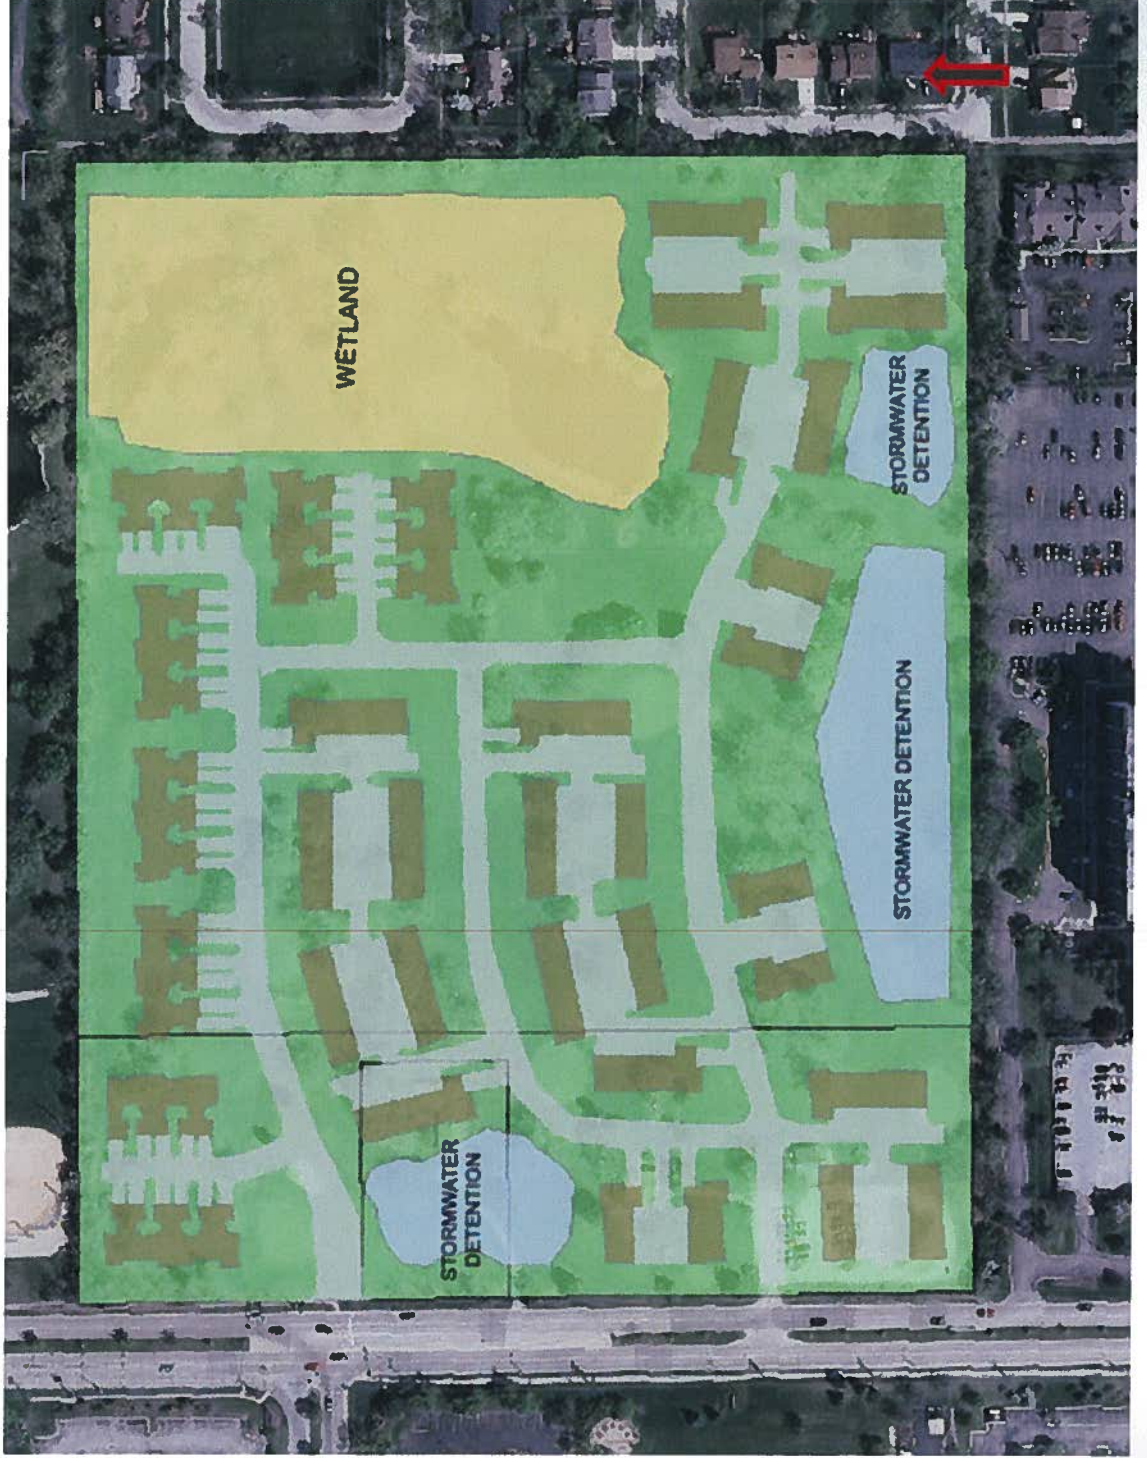 N
WETLAND
STORMWATER
DETENTION
STORMWATER DETENTION
STORMWATER
DETENTION